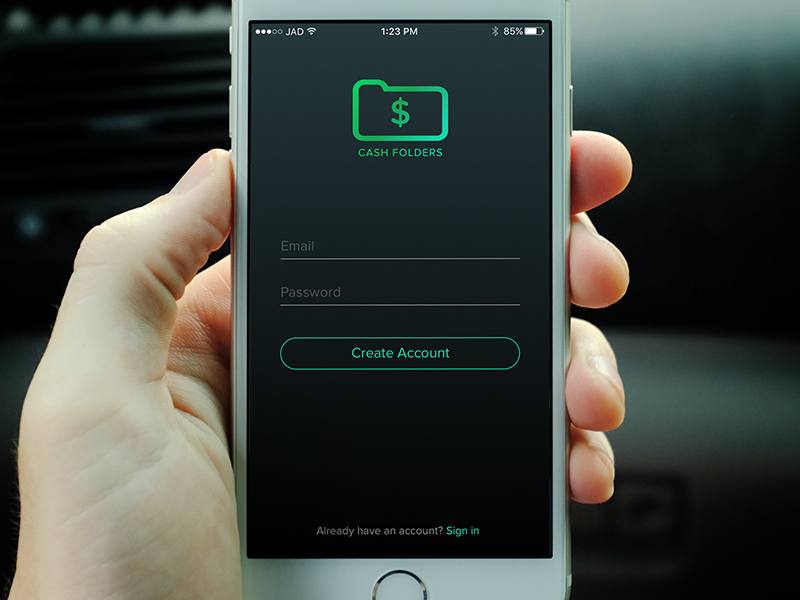 JAD 1:23 PM 85%
$
CASH FOLDERS
Email
Password
Create Account
Already have an account? Sign in